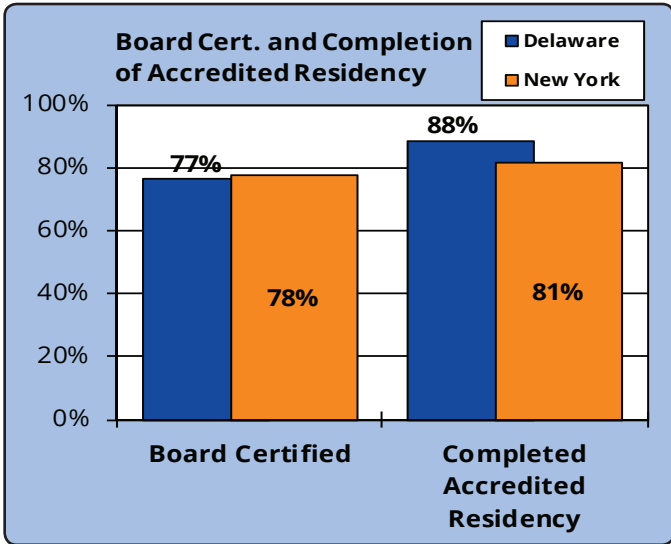 Board Cert. and Completion
of Accredited Residency
Delaware
New York
100%
80%
60%
40%
20%
0%
77%
78%
88%
81%
Board Certified
Completed
Accredited
Residency